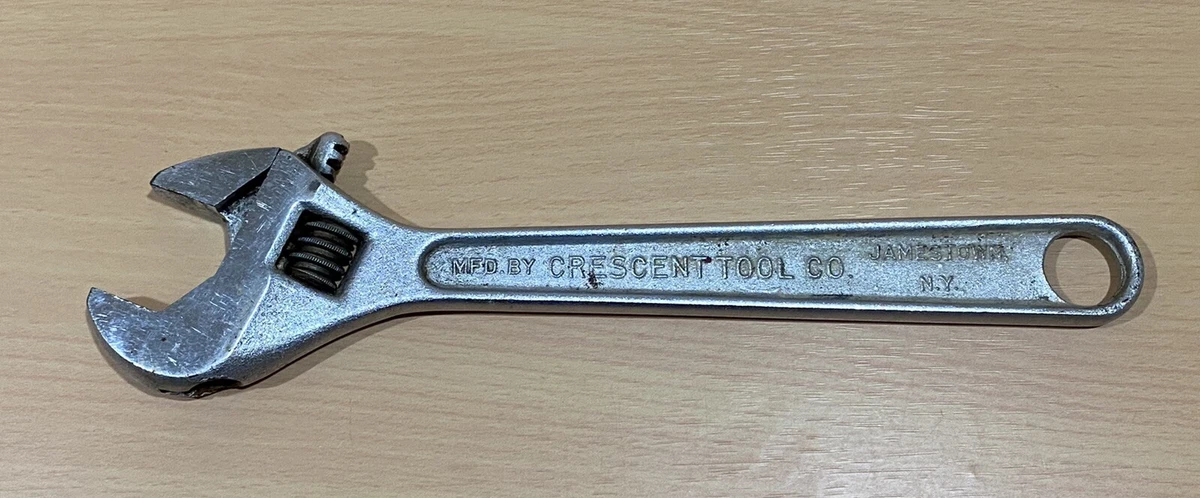 MFD. BY CRESCENT TOOL CO.
JAMESTOWN,
N.Y.